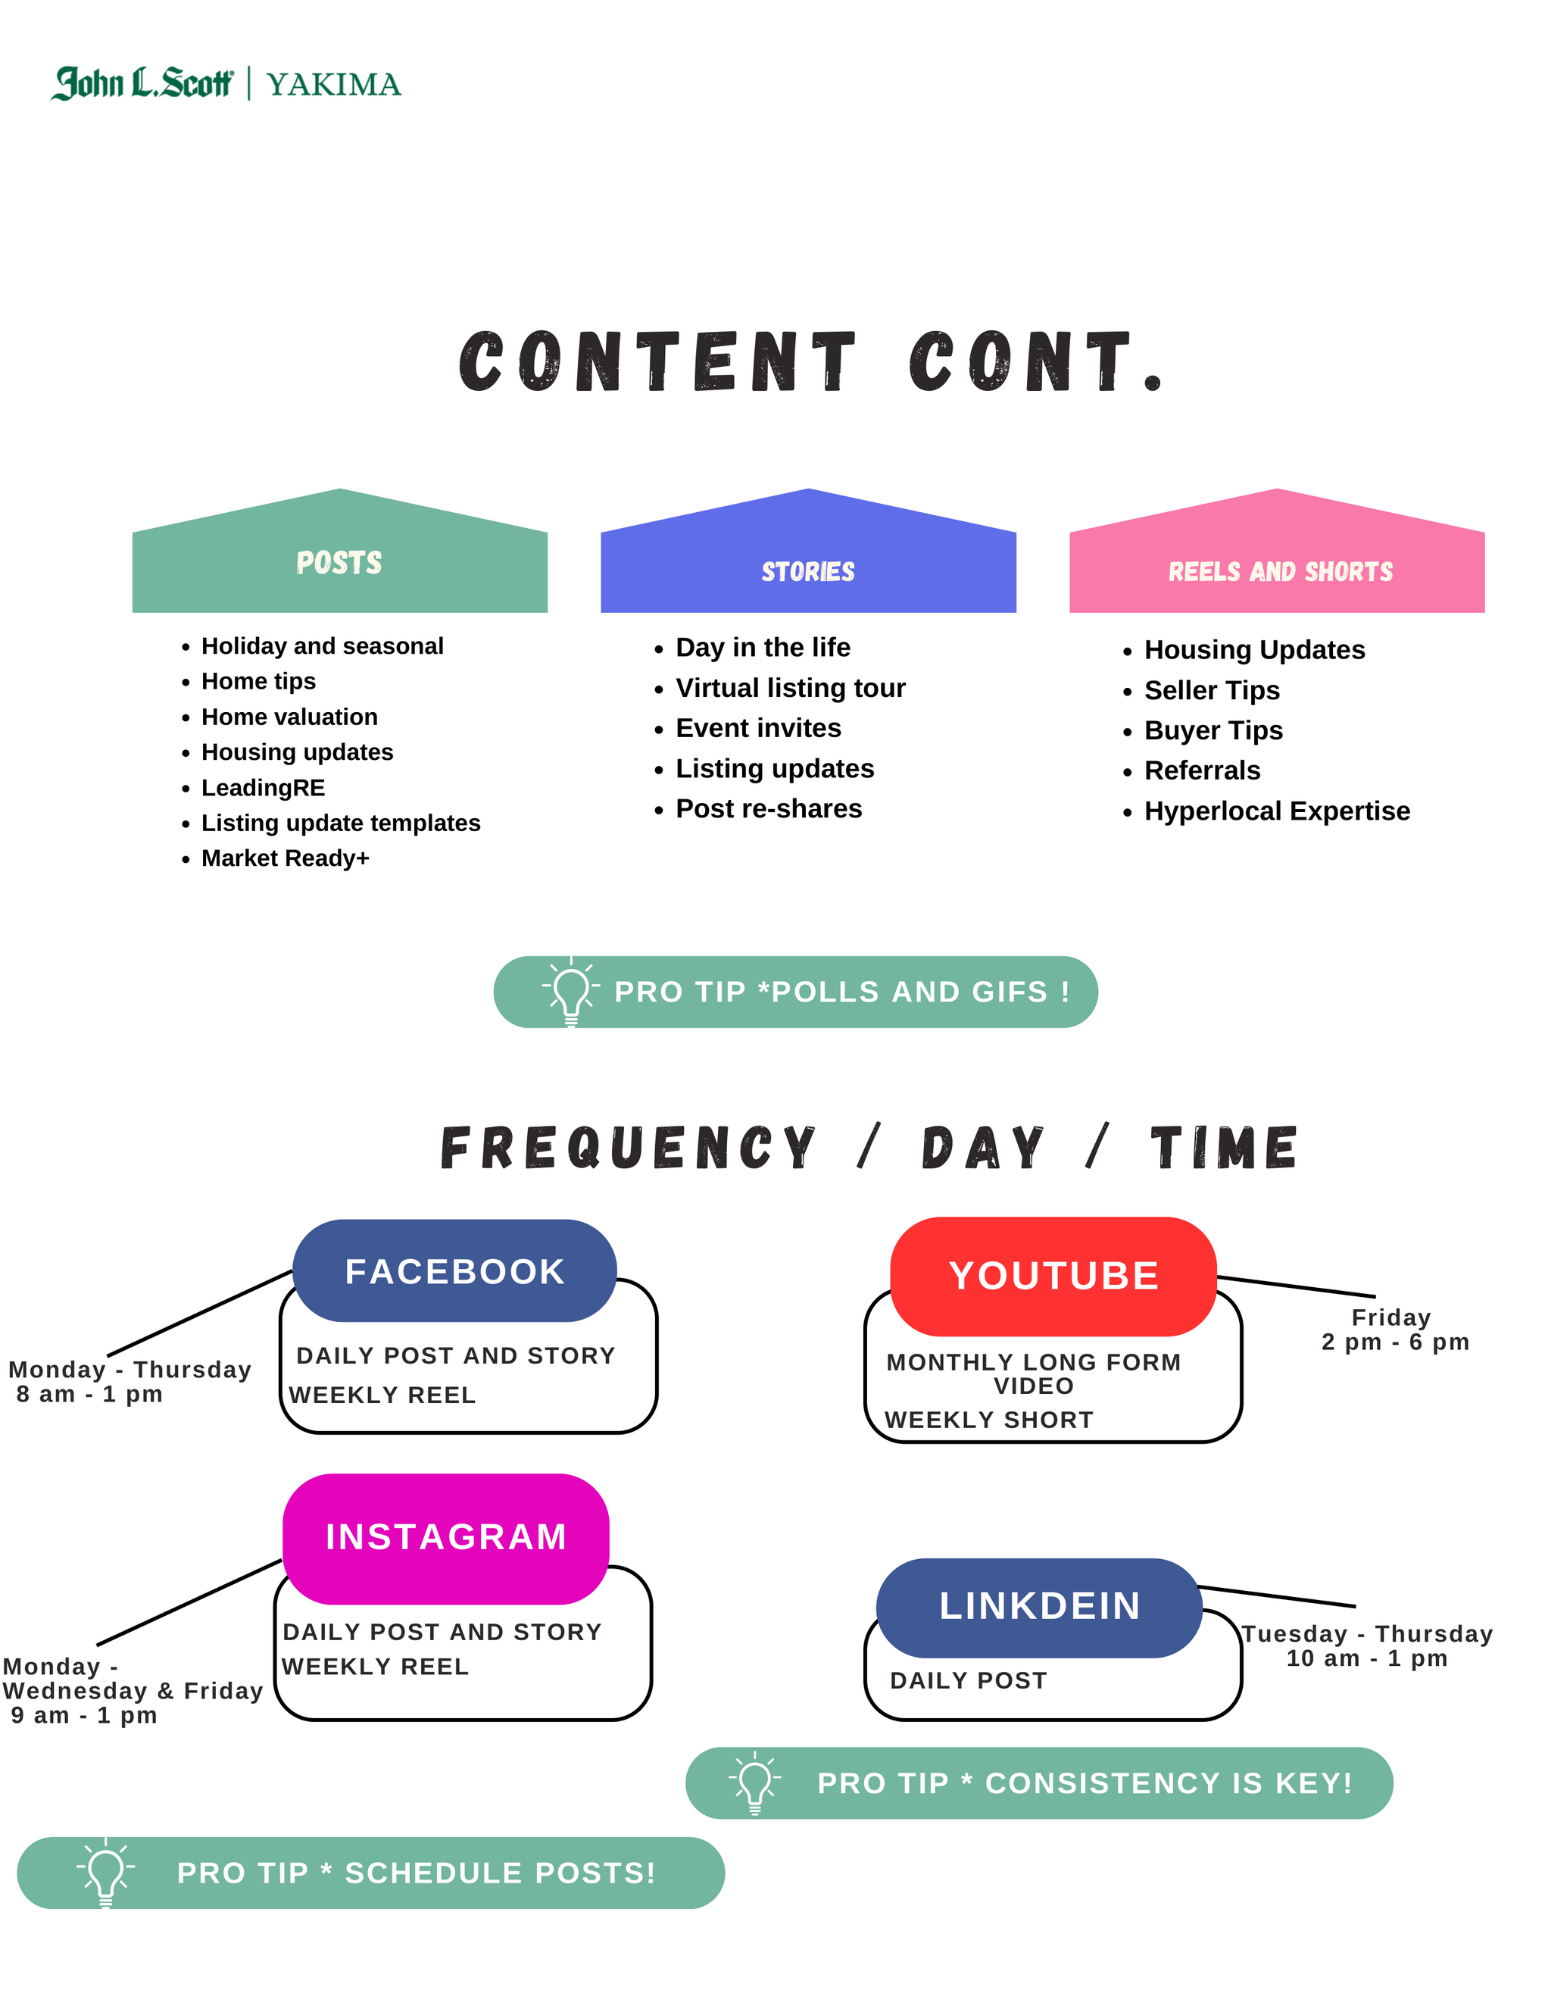 John L. Scott | YAKIMA
CONTENT CONT.
POSTS
Holiday and seasonal
Home tips
Home valuation
Housing updates
LeadingRE
Listing update templates
Market Ready+
STORIES
Day in the life
Virtual listing tour
Event invites
Listing updates
Post re-shares
REELS AND SHORTS
Housing Updates
Seller Tips
Buyer Tips
Referrals
Hyperlocal Expertise
PRO TIP *POLLS AND GIFS !
FREQUENCY / DAY / TIME
FACEBOOK
DAILY POST AND STORY
WEEKLY REEL
Monday - Thursday
8 am - 1 pm
YOUTUBE
MONTHLY LONG FORM
VIDEO
WEEKLY SHORT
Friday
2 pm - 6 pm
INSTAGRAM
DAILY POST AND STORY
WEEKLY REEL
Monday -
Wednesday & Friday
9 am - 1 pm
LINKDEIN
DAILY POST
Tuesday - Thursday
10 am - 1 pm
PRO TIP * CONSISTENCY IS KEY!
PRO TIP * SCHEDULE POSTS!